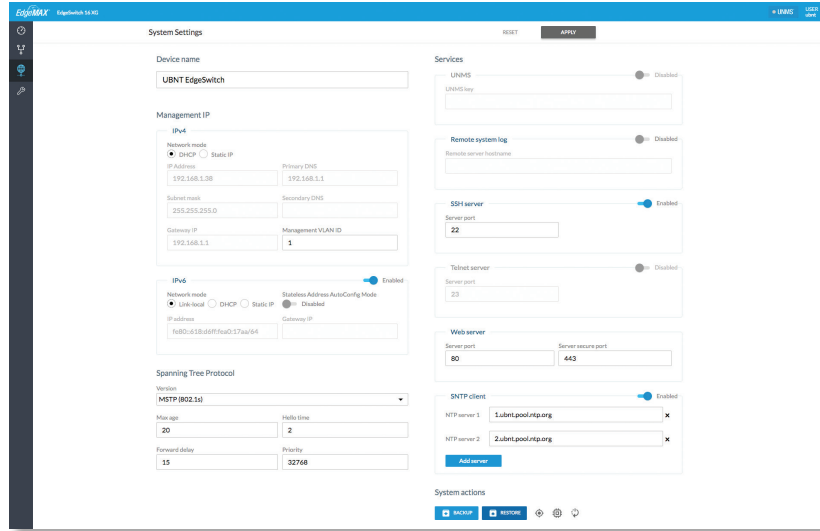 EdgeMAX EdgeSwitch 16 XG
UNMS
USER
ubnt
System Settings
RESET
APPLY
Device name
UBNT EdgeSwitch
Management IP
IPv4
Network mode
DHCP Static IP
IP Address Primary DNS
192.168.1.38 192.168.1.1
Subnet mask Secondary DNS
255.255.255.0
Gateway IP Management VLAN ID
192.168.1.1 1
IPv6 Enabled
Network mode Stateless Address AutoConfig Mode
Link-local DHCP Static IP Disabled
IP address Gateway IP
fe80::618:d6ff:fea0:17ae/64
Spanning Tree Protocol
Version
MSTP (802.1s)
Max age Hello time
20 2
Forward delay Priority
15 32768
Services
UNMS Disabled
UNMS key
Remote system log Disabled
Remote server hostname
SSH server Enabled
Server port
22
Telnet server Disabled
Server port
23
Web server
Server port Server secure port
80 443
SNTP client Enabled
NTP server 1 1.ubnt.pool.ntp.org x
NTP server 2 2.ubnt.pool.ntp.org x
Add server
System actions
BACKUP RESTORE